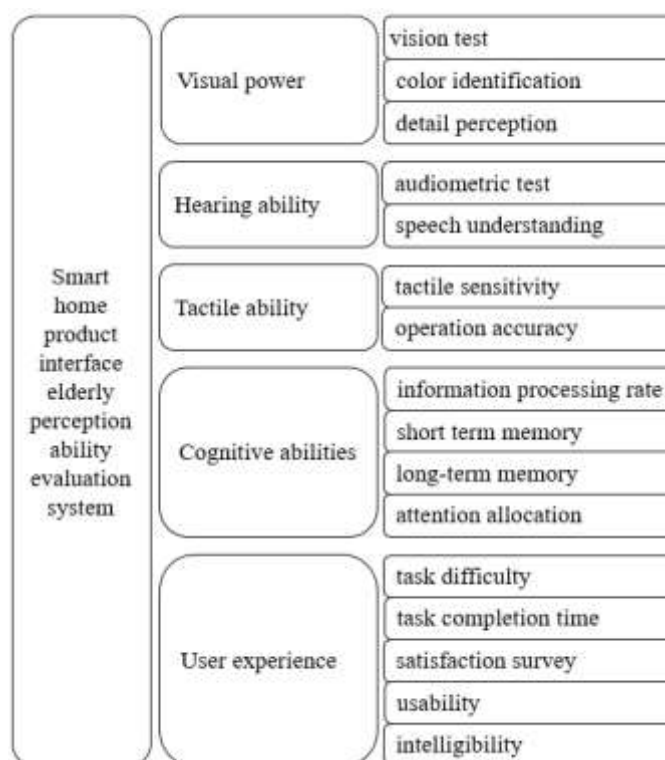 Smart
home
product
interface
elderly
perception
ability
evaluation
system
Visual power
vision test
color identification
detail perception
Hearing ability
audiometric test
speech understanding
Tactile ability
tactile sensitivity
operation accuracy
Cognitive abilities
information processing rate
short term memory
long-term memory
attention allocation
User experience
task difficulty
task completion time
satisfaction survey
usability
intelligibility